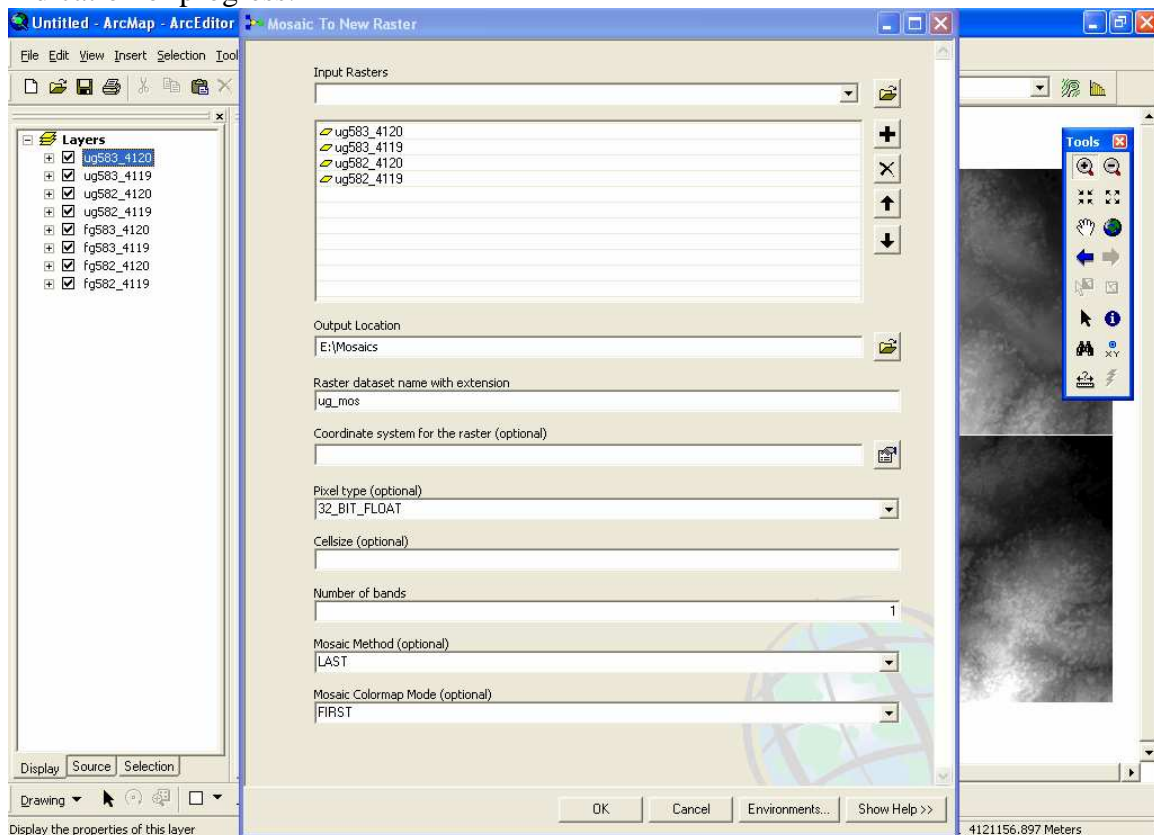 Untitled - ArcMap - ArcEditor
Mosaic To New Raster
File Edit View Insert Selection
Input Rasters
ug583_4120
ug583_4119
ug582_4120
ug582_4119
Layers
ug583_4120
ug583_4119
ug582_4120
ug582_4119
fg583_4120
fg583_4119
fg582_4120
fg582_4119
Tools
XY
Output Location
E:\Mosaics
Raster dataset name with extension
ug_mos
Coordinate system for the raster (optional)
Pixel type (optional)
32_BIT_FLOAT
Cellsize (optional)
Number of bands
1
Mosaic Method (optional)
LAST
Mosaic Colormap Mode (optional)
FIRST
Display Source Selection
Drawing
OK Cancel Environments... Show Help >>
Display the properties of this layer
4121156.897 Meters